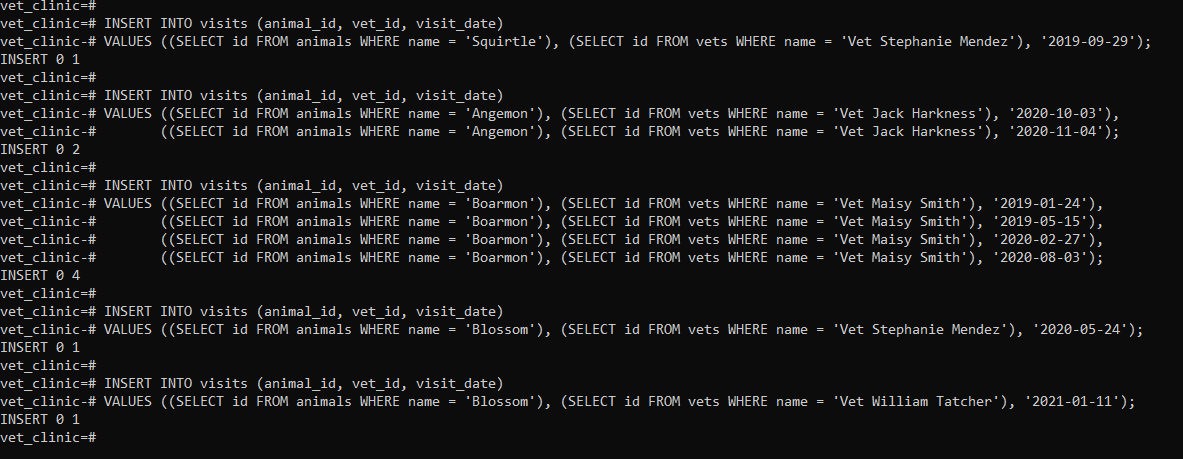 vet_clinic=#
vet_clinic=# INSERT INTO visits (animal_id, vet_id, visit_date)
vet_clinic-# VALUES ((SELECT id FROM animals WHERE name = 'Squirtle'), (SELECT id FROM vets WHERE name = 'Vet Stephanie Mendez'), '2019-09-29');
INSERT 0 1
vet_clinic=#
vet_clinic=# INSERT INTO visits (animal_id, vet_id, visit_date)
vet_clinic-# VALUES ((SELECT id FROM animals WHERE name = 'Angemon'), (SELECT id FROM vets WHERE name = 'Vet Jack Harkness'), '2020-10-03'),
vet_clinic-#        ((SELECT id FROM animals WHERE name = 'Angemon'), (SELECT id FROM vets WHERE name = 'Vet Jack Harkness'), '2020-11-04');
INSERT 0 2
vet_clinic=#
vet_clinic=# INSERT INTO visits (animal_id, vet_id, visit_date)
vet_clinic-# VALUES ((SELECT id FROM animals WHERE name = 'Boarmon'), (SELECT id FROM vets WHERE name = 'Vet Maisy Smith'), '2019-01-24'),
vet_clinic-#        ((SELECT id FROM animals WHERE name = 'Boarmon'), (SELECT id FROM vets WHERE name = 'Vet Maisy Smith'), '2019-05-15'),
vet_clinic-#        ((SELECT id FROM animals WHERE name = 'Boarmon'), (SELECT id FROM vets WHERE name = 'Vet Maisy Smith'), '2020-02-27'),
vet_clinic-#        ((SELECT id FROM animals WHERE name = 'Boarmon'), (SELECT id FROM vets WHERE name = 'Vet Maisy Smith'), '2020-08-03');
INSERT 0 4
vet_clinic=#
vet_clinic=# INSERT INTO visits (animal_id, vet_id, visit_date)
vet_clinic-# VALUES ((SELECT id FROM animals WHERE name = 'Blossom'), (SELECT id FROM vets WHERE name = 'Vet Stephanie Mendez'), '2020-05-24');
INSERT 0 1
vet_clinic=#
vet_clinic=# INSERT INTO visits (animal_id, vet_id, visit_date)
vet_clinic-# VALUES ((SELECT id FROM animals WHERE name = 'Blossom'), (SELECT id FROM vets WHERE name = 'Vet William Tatcher'), '2021-01-11');
INSERT 0 1
vet_clinic=#